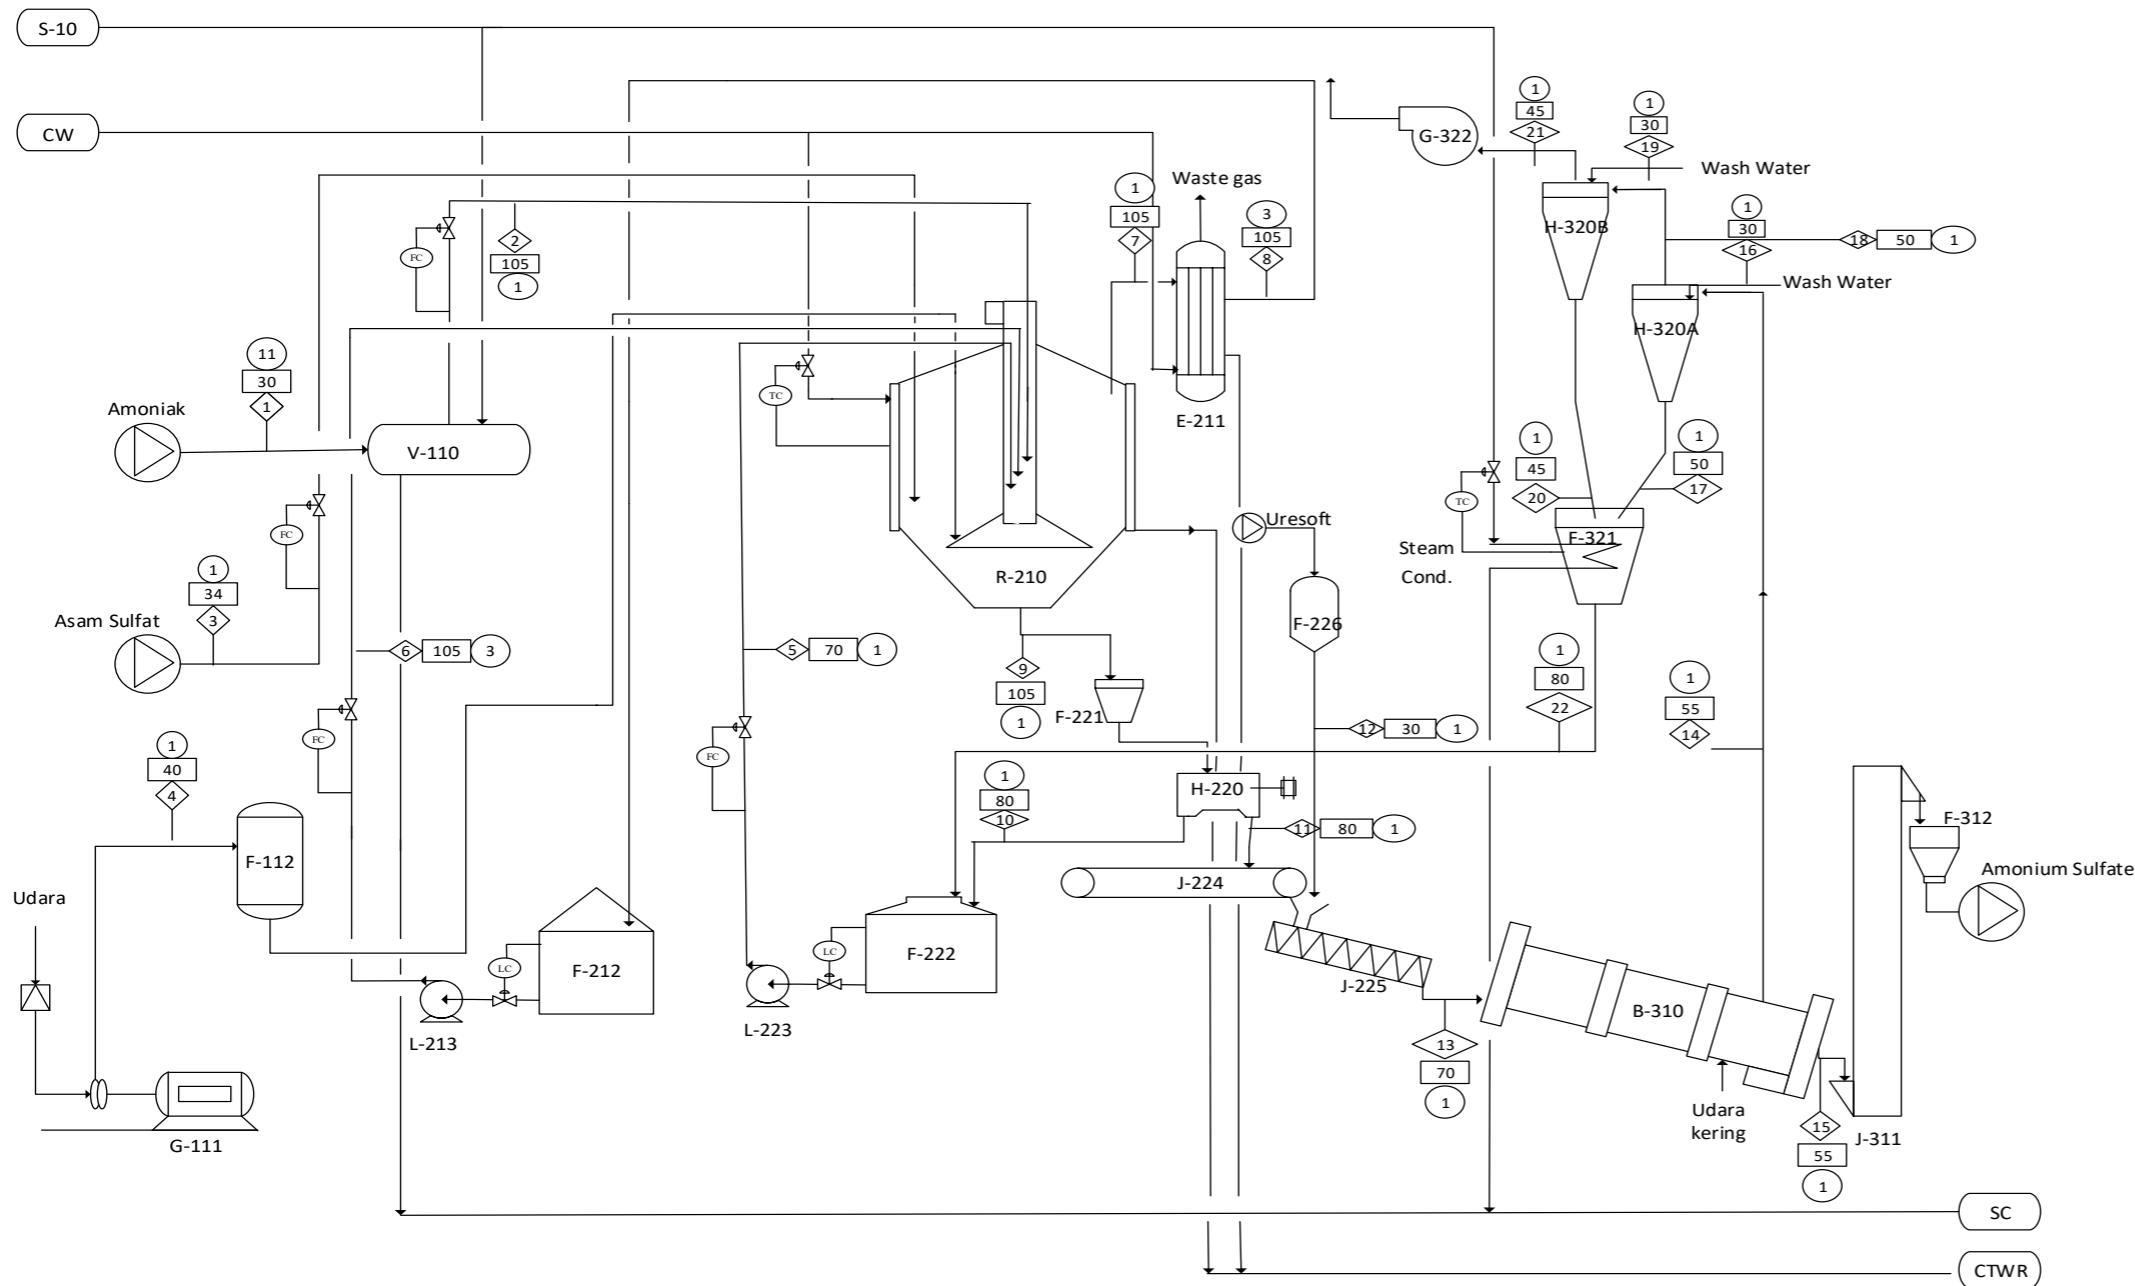 S-10
CW
G-322
1
45
21
1
30
19
Wash Water
Waste gas
1
105
7
3
105
8
H-320B
1
30
16
18
50
1
Wash Water
H-320A
FC
2
105
1
11
30
1
Amoniak
V-110
TC
E-211
1
45
20
1
50
17
TC
Steam
Cond.
F-321
Uresoft
FC
1
34
3
Asam Sulfat
R-210
F-226
6
105
3
5
70
1
9
105
1
F-221
1
80
22
1
55
14
12
30
1
FC
FC
1
40
4
F-112
1
80
10
H-220
11
80
1
F-312
Amonium Sulfate
J-224
Udara
LC
F-212
LC
F-222
J-225
B-310
L-213
L-223
13
70
1
G-111
Udara
kering
15
55
1
J-311
SC
CTWR